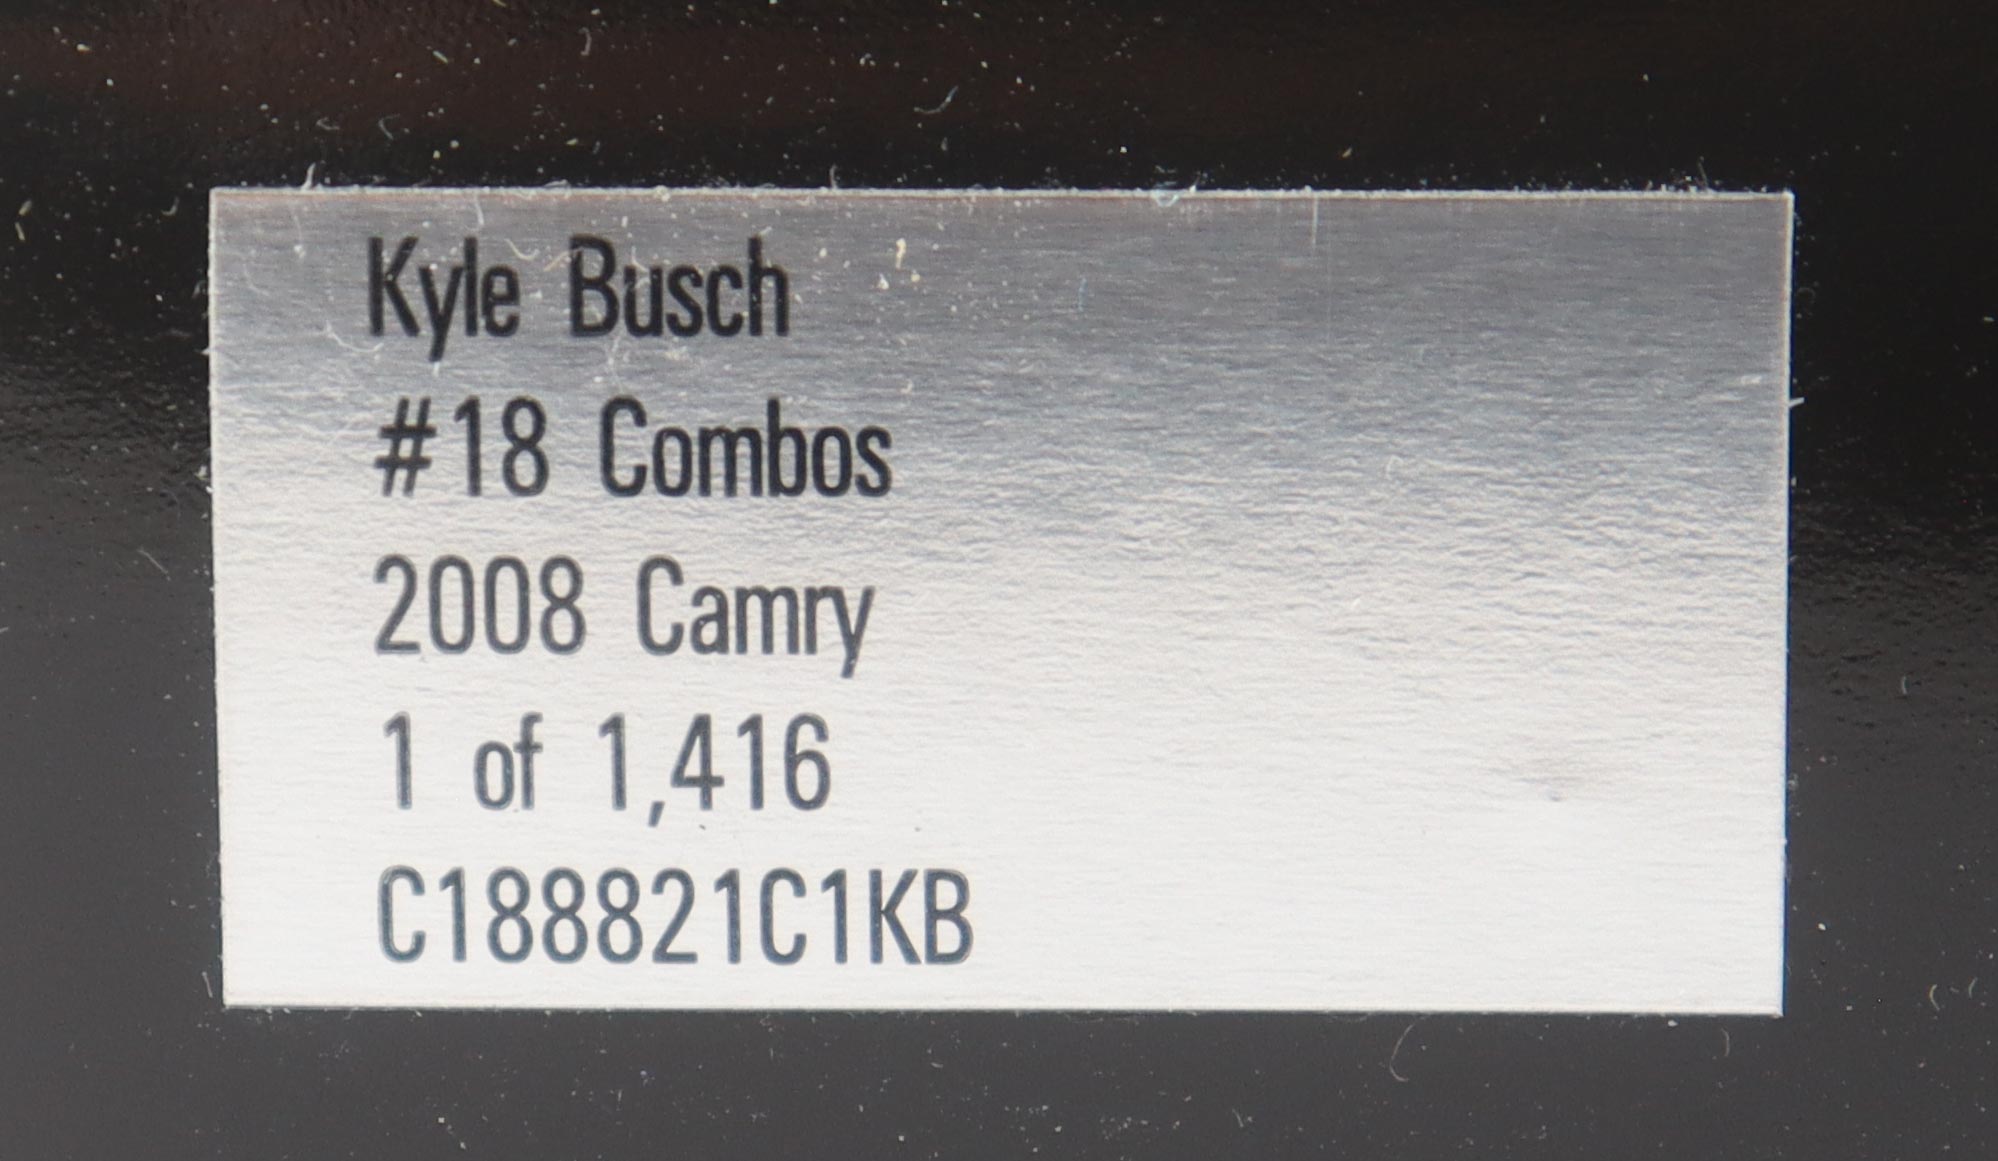 Kyle Busch
#18 Combos
2008 Camry
1 of 1,416
C188821C1KB